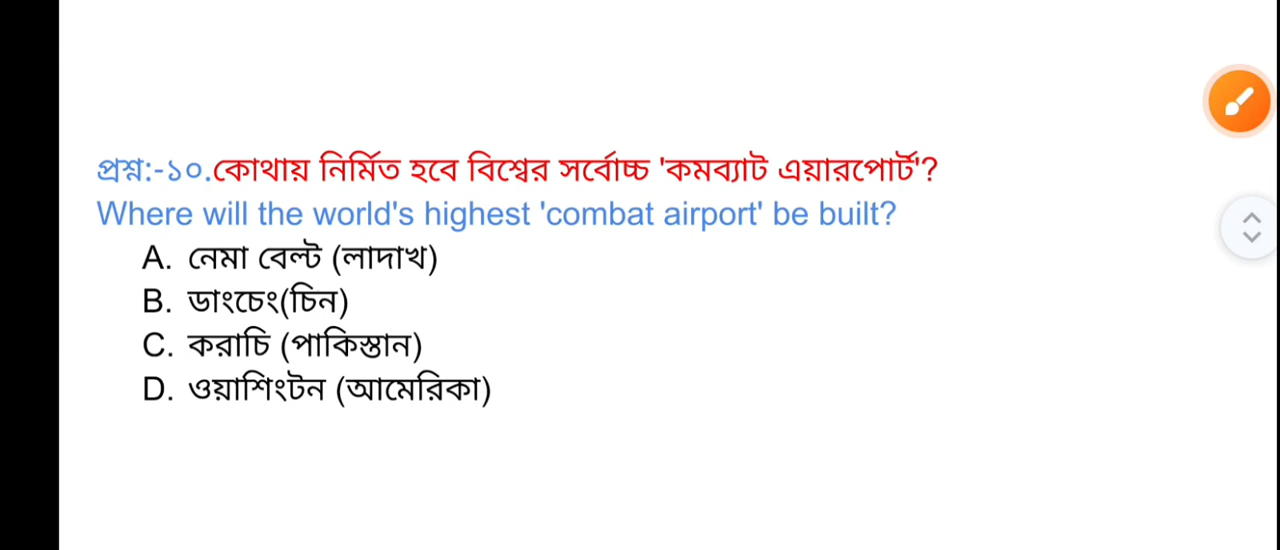 প্রশ্ন:-১০.কোথায় নির্মিত হবে বিশ্বের সর্বোচ্চ 'কমব্যাট এয়ারপোর্ট'?
Where will the world's highest 'combat airport' be built?
A. নেমা বেল্ট (লাদাখ)
B. ডাংচেং(চিন)
C. করাচি (পাকিস্তান)
D. ওয়াশিংটন (আমেরিকা)